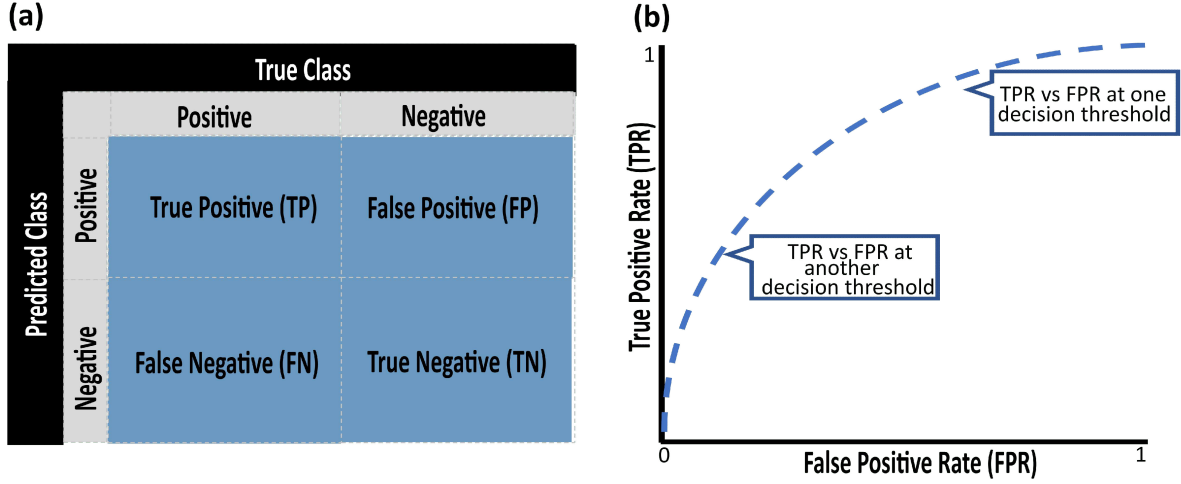 (a)
True Class
Positive
Negative
Predicted Class
Positive
True Positive (TP)
False Positive (FP)
Negative
False Negative (FN)
True Negative (TN)
(b)
1
True Positive Rate (TPR)
TPR vs FPR at one
decision threshold
TPR vs FPR at
another
decision threshold
0
1
False Positive Rate (FPR)